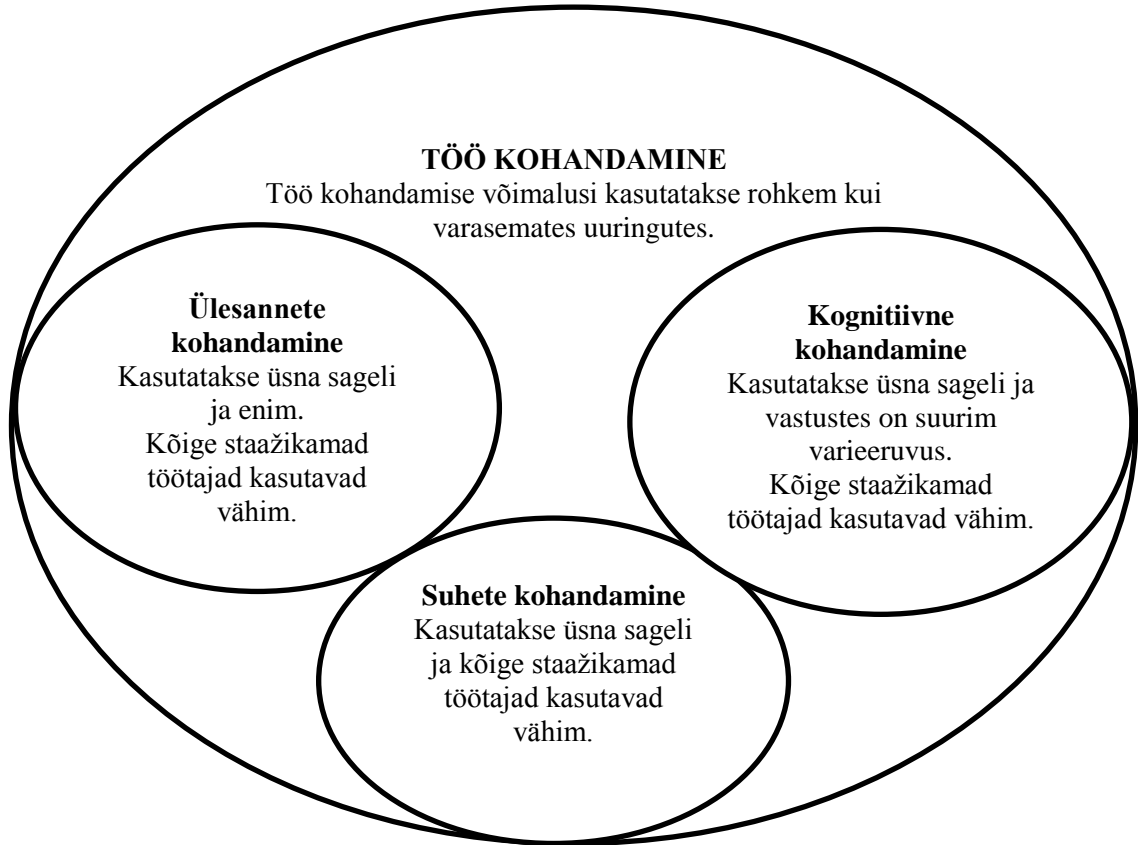 TÖÖ KOHANDAMINE
Töö kohandamise võimalusi kasutatakse rohkem kui
varasemates uuringutes.
Ülesannete
kohandamine
Kasutatakse üsna sageli
ja enim.
Kõige staažikamad
töötajad kasutavad
vähim.
Kognitiivne
kohandamine
Kasutatakse üsna sageli ja
vastustes on suurim
varieeruvus.
Kõige staažikamad
töötajad kasutavad vähim.
Suhete kohandamine
Kasutatakse üsna sageli
ja kõige staažikamad
töötajad kasutavad
vähim.